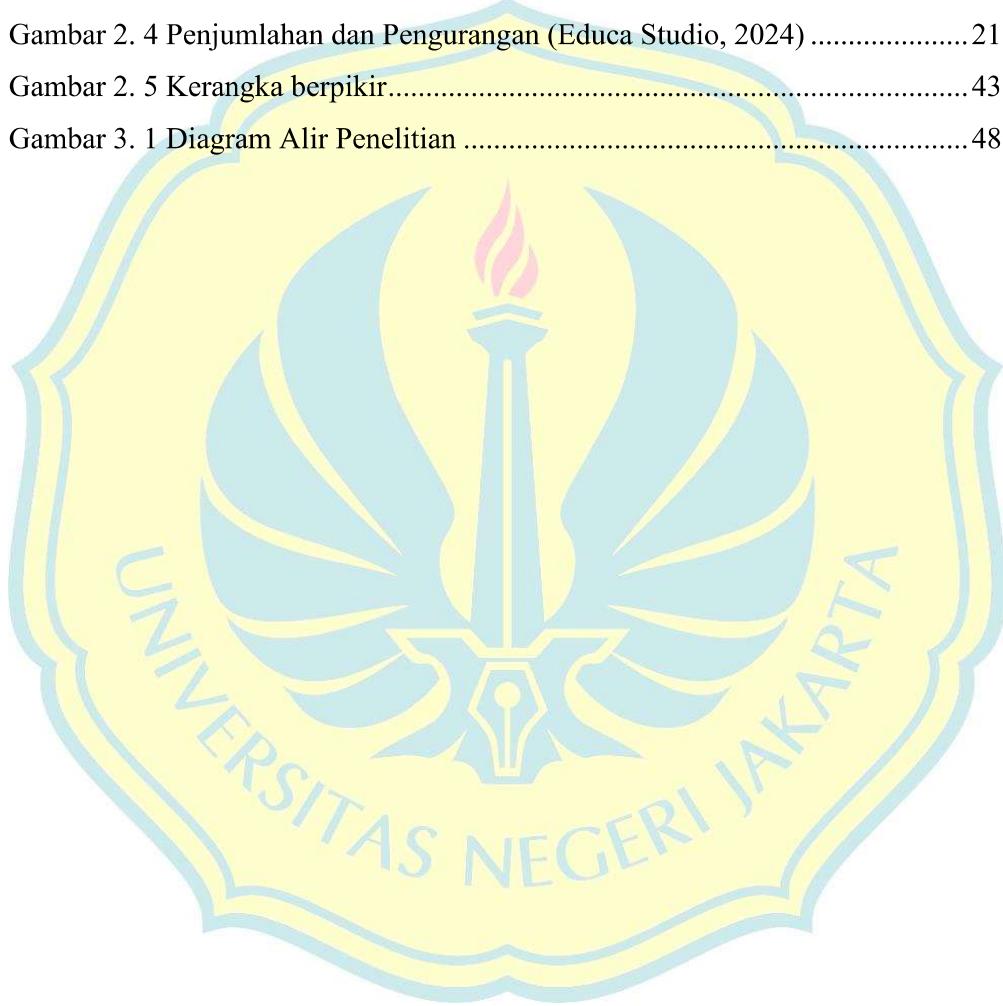 Gambar 2. 4 Penjumlahan dan Pengurangan (Educa Studio, 2024) ..................... 21
Gambar 2. 5 Kerangka berpikir.............................................................................. 43
Gambar 3. 1 Diagram Alir Penelitian .................................................................... 48
UNIVERSITAS NEGERI JAKARTA